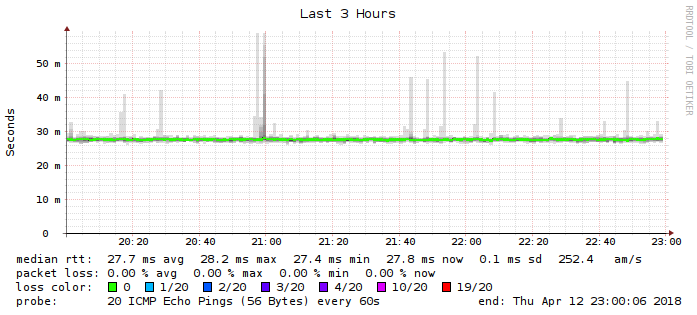 Last 3 Hours
RRDTOOL / TOBI OETIKER
Seconds
50 m
40 m
30 m
20 m
10 m
0
20:20 20:40 21:00 21:20 21:40 22:00 22:20 22:40 23:00
median rtt: 27.7 ms avg 28.2 ms max 27.4 ms min 27.8 ms now 0.1 ms sd 252.4 am/s
packet loss: 0.00 % avg 0.00 % max 0.00 % min 0.00 % now
loss color: 0 1/20 2/20 3/20 4/20 10/20 19/20
probe: 20 ICMP Echo Pings (56 Bytes) every 60s end: Thu Apr 12 23:00:06 2018